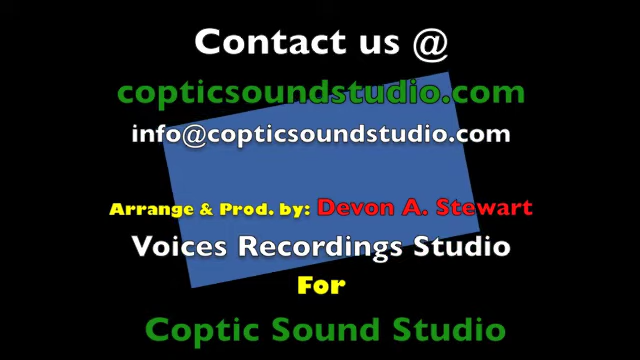 Contact us @
copticsoundstudio.com
info@copticsoundstudio.com
Arrange & Prod. by: Devon A. Stewart
Voices Recordings Studio
For
Coptic Sound Studio